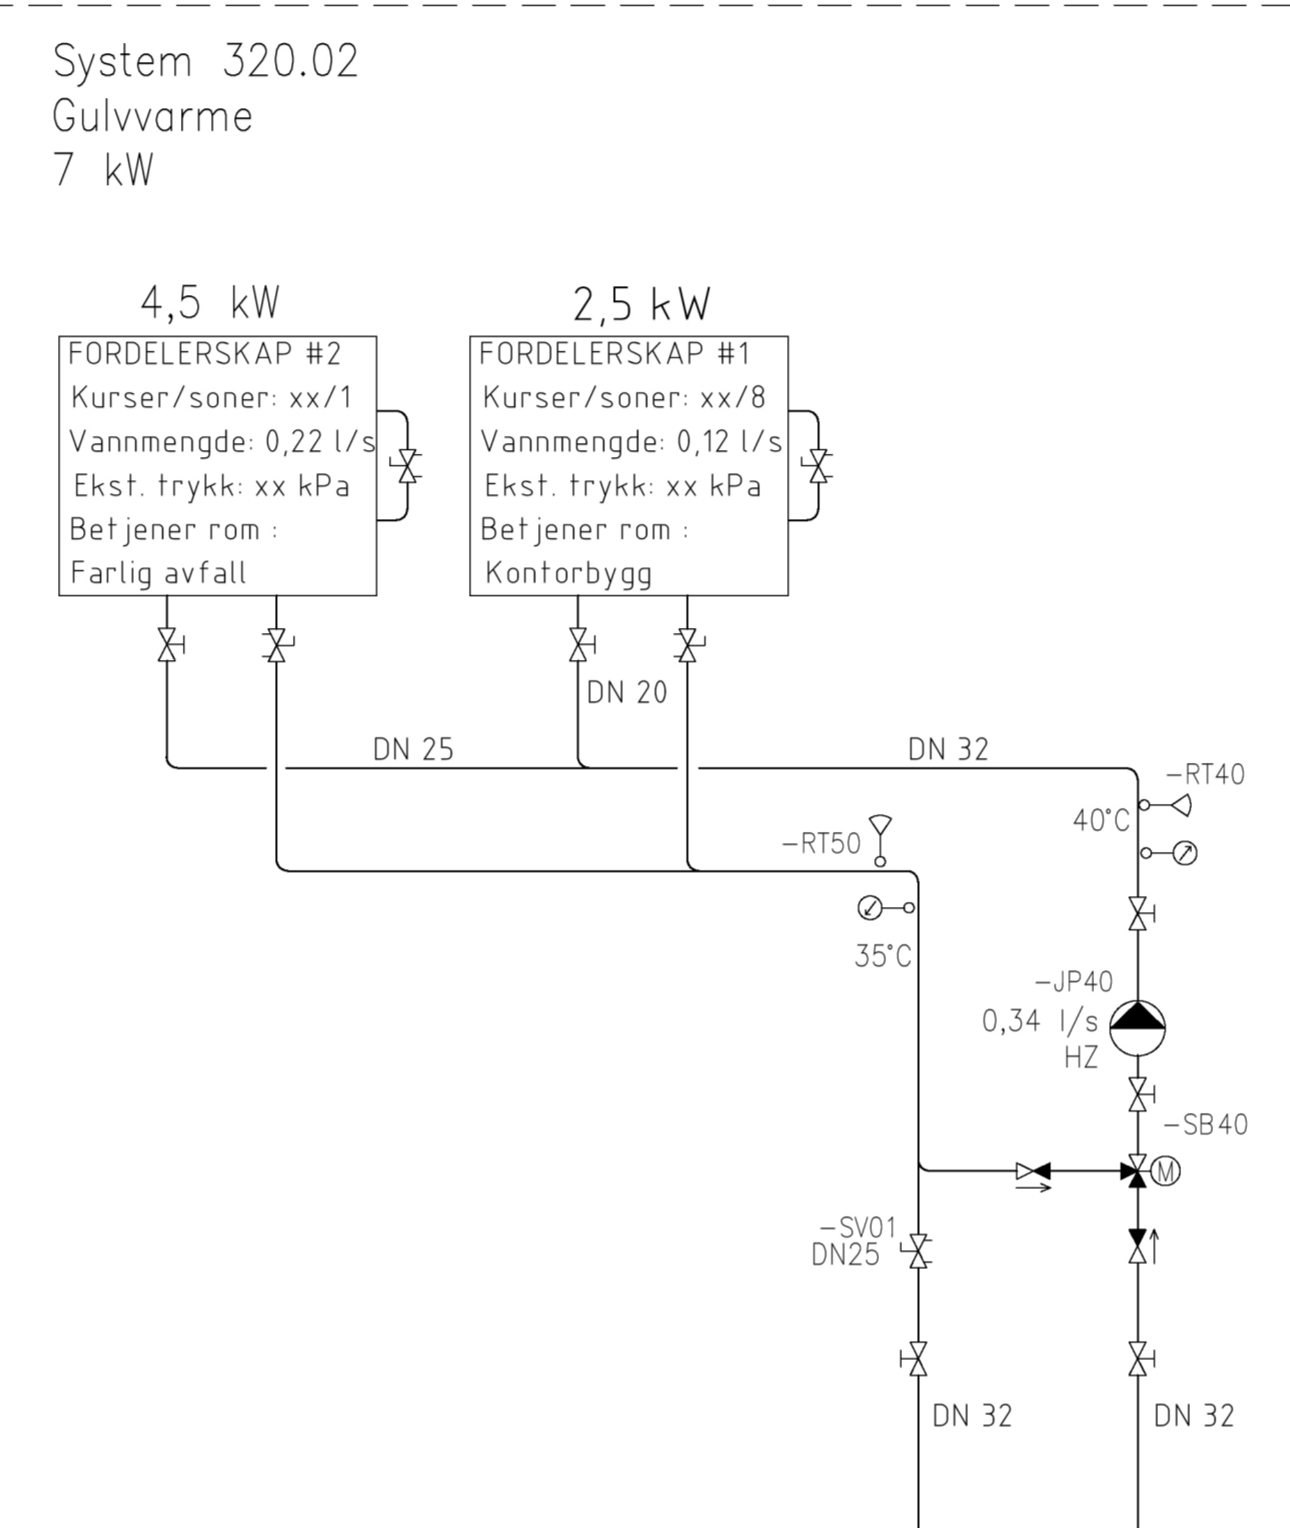 System 320.02
Gulvvarme
7 kW
4,5 kW
FORDELERSKAP #2
Kurser/soner: xx/1
Vannmengde: 0,22 l/s
Ekst. trykk: xx kPa
Betjener rom :
Farlig avfall
2,5 kW
FORDELERSKAP #1
Kurser/soner: xx/8
Vannmengde: 0,12 l/s
Ekst. trykk: xx kPa
Betjener rom :
Kontorbygg
DN 20
DN 25
DN 32
-RT40
40°C
-RT50
35°C
-JP40
0,34 l/s
HZ
-SB40
M
-SV01
DN25
DN 32
DN 32